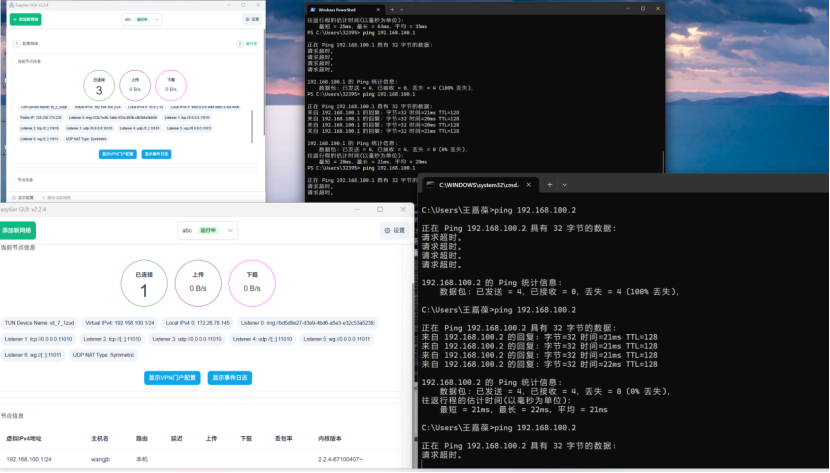 Easytier GUI: v2.2.4
添加新网络
abc 运行中
设置
1 配置网络
2 运行中
当前节点信息
已连接
3
上传
0 B/s
下载
0 B/s
UDP NAT Type: Symmetric
显示VPN门户配置
显示事件日志
节点信息
Windows PowerShell
往返行程的估计时间(以毫秒为单位):
PS C:\Users\32395> ping 192.168.100.1
正在 Ping 192.168.100.1 具有 32 字节的数据:
请求超时。
请求超时。
请求超时。
请求超时。
192.168.100.1 的 Ping 统计信息:
数据包: 已发送 = 4, 已接收 = 0, 丢失 = 4 (100% 丢失),
PS C:\Users\32395> ping 192.168.100.1
正在 Ping 192.168.100.1 具有 32 字节的数据:
来自 192.168.100.1 的回复: 字节=32 时间=21ms TTL=128
来自 192.168.100.1 的回复: 字节=32 时间=20ms TTL=128
来自 192.168.100.1 的回复: 字节=32 时间=20ms TTL=128
来自 192.168.100.1 的回复: 字节=32 时间=21ms TTL=128
192.168.100.1 的 Ping 统计信息:
数据包: 已发送 = 4, 已接收 = 4, 丢失 = 0 (0% 丢失),
往返行程的估计时间(以毫秒为单位):
最短 = 20ms, 最长 = 21ms, 平均 = 20ms
PS C:\Users\32395> ping 192.168.100.1
正在 Ping 192.168.100.1 具有 32 字节的数据:
请求超时。
easytier GUI: v2.2.4
添加新网络
abc 运行中
设置
当前节点信息
已连接
1
上传
0 B/s
下载
0 B/s
TUN Device Name: et_7_1zud
Virtual IPv4: 192.168.100.1/24
Local IPv4 0: 172.28.78.145
Listener 1: tcp://0.0.0.0:11010
Listener 2: tcp://[::]:11010
Listener 3: udp://0.0.0.0:11010
Listener 4: udp://[::]:11010
Listener 5: wg://0.0.0.0:11011
Listener 6: wg://[::]:11011
UDP NAT Type: Symmetric
显示VPN门户配置
显示事件日志
节点信息
虚拟IPv4地址 主机名 路由 延迟 上传 下载 丢包率 内核版本
192.168.100.1/24 wangjb 本机 2.2.4-87100407~
C:\WINDOWS\system32\cmd.
C:\Users\王嘉葆>ping 192.168.100.2
正在 Ping 192.168.100.2 具有 32 字节的数据:
请求超时。
请求超时。
请求超时。
请求超时。
192.168.100.2 的 Ping 统计信息:
数据包: 已发送 = 4, 已接收 = 0, 丢失 = 4 (100% 丢失),
C:\Users\王嘉葆>ping 192.168.100.2
正在 Ping 192.168.100.2 具有 32 字节的数据:
来自 192.168.100.2 的回复: 字节=32 时间=21ms TTL=128
来自 192.168.100.2 的回复: 字节=32 时间=21ms TTL=128
来自 192.168.100.2 的回复: 字节=32 时间=22ms TTL=128
来自 192.168.100.2 的回复: 字节=32 时间=21ms TTL=128
192.168.100.2 的 Ping 统计信息:
数据包: 已发送 = 4, 已接收 = 4, 丢失 = 0 (0% 丢失),
往返行程的估计时间(以毫秒为单位):
最短 = 21ms, 最长 = 22ms, 平均 = 21ms
C:\Users\王嘉葆>ping 192.168.100.2
正在 Ping 192.168.100.2 具有 32 字节的数据:
请求超时。